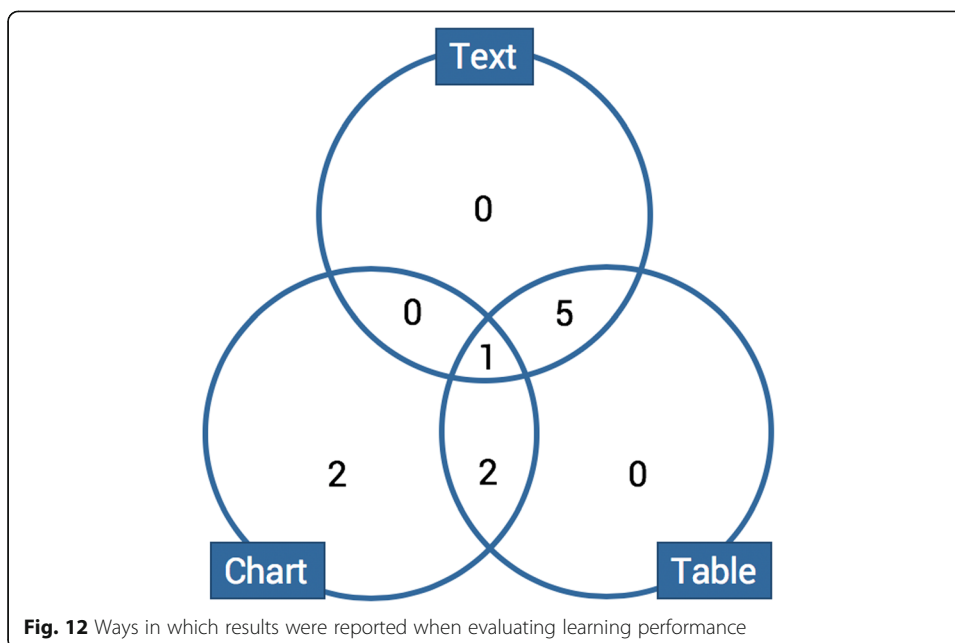 Text
0
0
5
1
2
2
0
Chart
Table
Fig. 12 Ways in which results were reported when evaluating learning performance